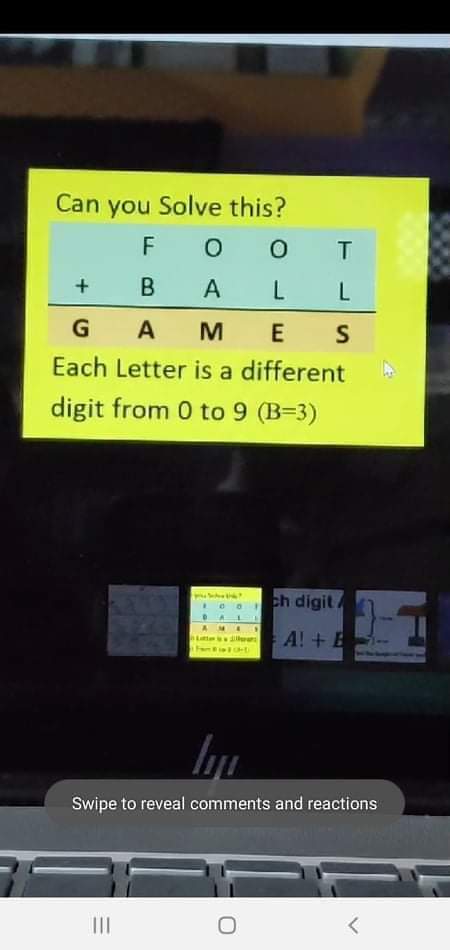 Can you Solve this?
F O O T
+ B A L L
G A M E S
Each Letter is a different
digit from 0 to 9 (B=3)
ch digit
A! + E
hp
Swipe to reveal comments and reactions